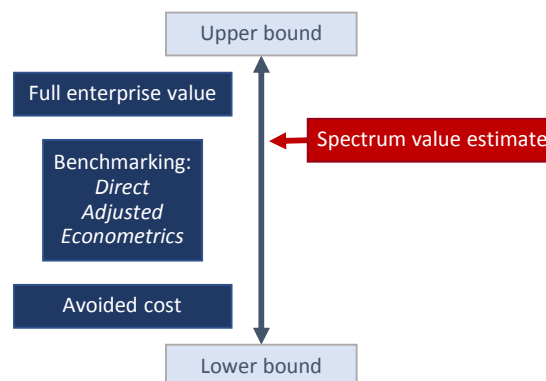 Upper bound
Full enterprise value
Spectrum value estimate
Benchmarking:
Direct
Adjusted
Econometrics
Avoided cost
Lower bound